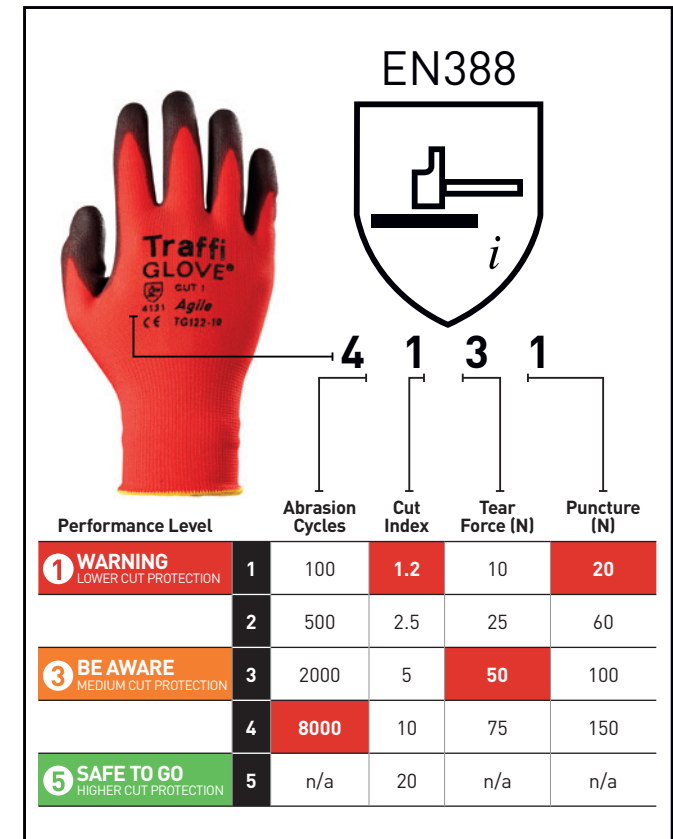 EN388
i
Traffi
GLOVE®
CUT 1
4131 Agile
CE TG122-10
4 1 3 1
Performance Level Abrasion Cycles Cut Index Tear Force (N) Puncture (N)
1 WARNING
LOWER CUT PROTECTION 1 100 1.2 10 20
2 500 2.5 25 60
3 BE AWARE
MEDIUM CUT PROTECTION 3 2000 5 50 100
4 8000 10 75 150
5 SAFE TO GO
HIGHER CUT PROTECTION 5 n/a 20 n/a n/a